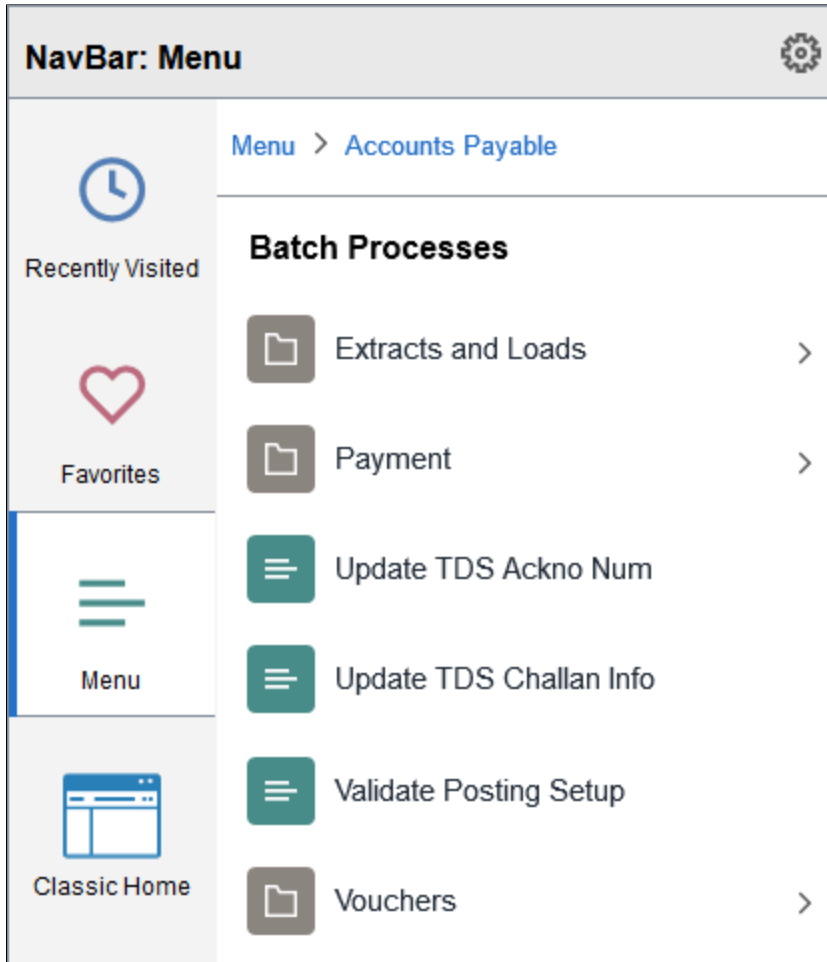 NavBar: Menu
Recently Visited
Favorites
Menu
Classic Home
Menu > Accounts Payable
Batch Processes
Extracts and Loads
Payment
Update TDS Ackno Num
Update TDS Challan Info
Validate Posting Setup
Vouchers